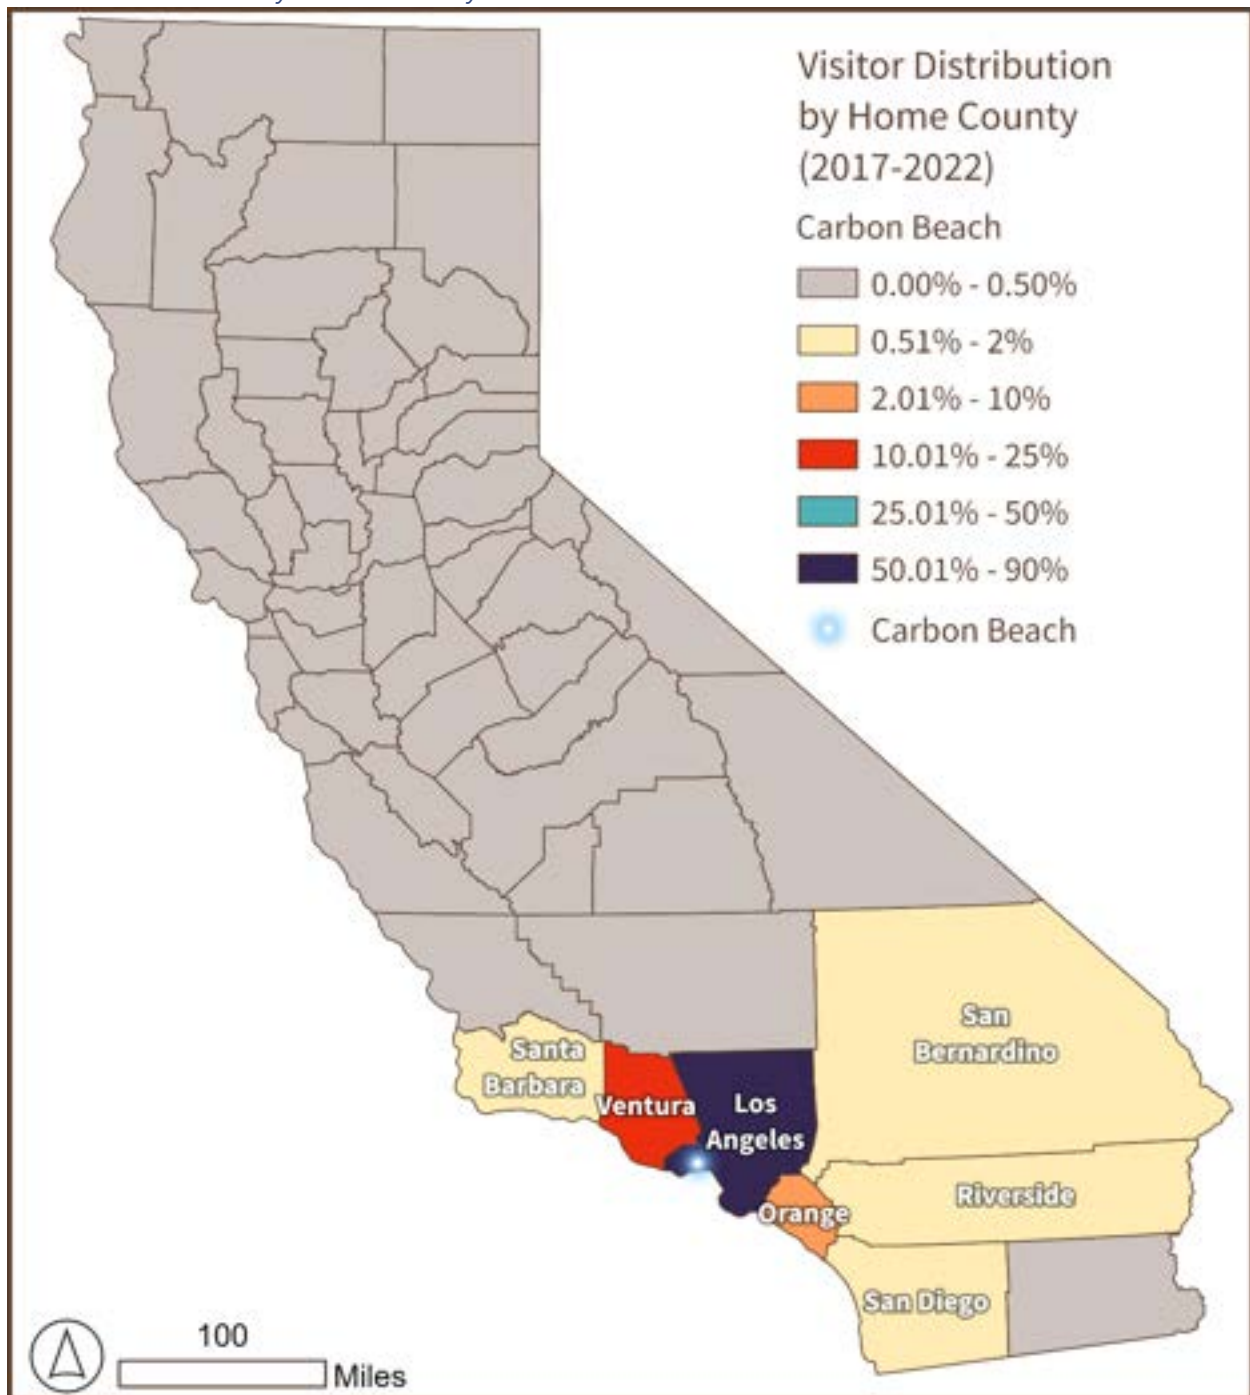 Visitor Distribution
by Home County
(2017-2022)
Carbon Beach
0.00% - 0.50%
0.51% - 2%
2.01% - 10%
10.01% - 25%
25.01% - 50%
50.01% - 90%
Carbon Beach
San
Bernardino
Santa
Barbara
Ventura
Los
Angeles
Riverside
Orange
San Diego
100
Miles